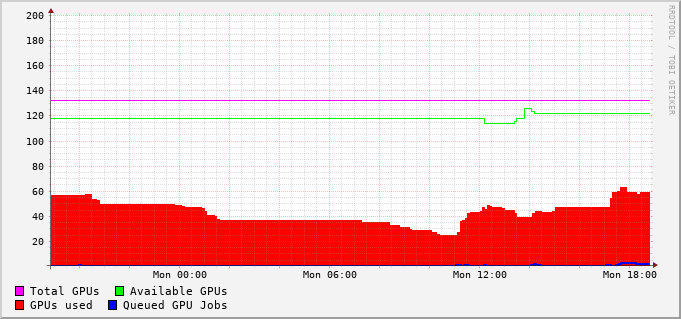 200
180
160
140
120
100
80
60
40
20
Mon 00:00 Mon 06:00 Mon 12:00 Mon 18:00
Total GPUs Available GPUs
GPUs used Queued GPU Jobs
RRDTOOL / TOBI OETIKER